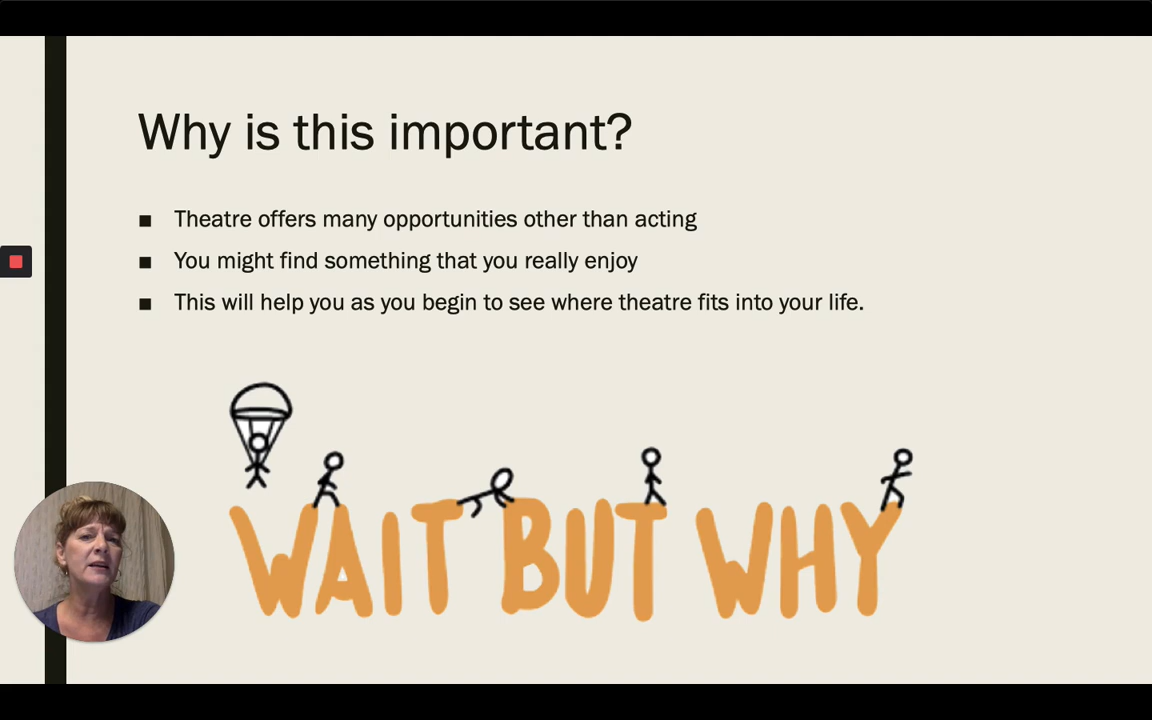 Why is this important?
Theatre offers many opportunities other than acting
You might find something that you really enjoy
This will help you as you begin to see where theatre fits into your life.
WAIT BUT WHY